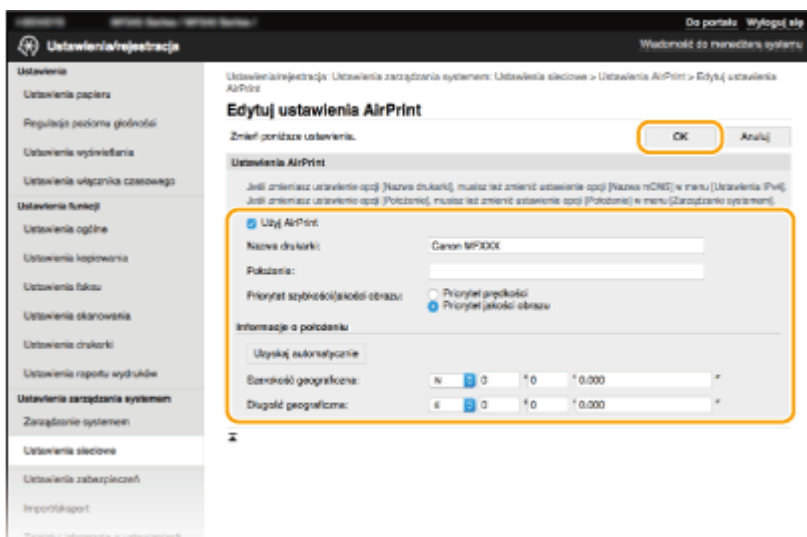 Do portalu Wyloguj się
Ustawienia/rejestracja
Wiadomość do menedżera systemu
Ustawienia
Ustawienia papieru
Regulacja poziomu głośności
Ustawienia wyświetlania
Ustawienia włącznika czasowego
Ustawienia funkcji
Ustawienia ogólne
Ustawienia kopiowania
Ustawienia faksu
Ustawienia skanowania
Ustawienia drukarki
Ustawienia raportu wydruków
Ustawienia zarządzania systemem
Zarządzanie systemem
Ustawienia sieciowe
Ustawienia zabezpieczeń
Import/eksport
Ustawienia/rejestracja: Ustawienia zarządzania systemem: Ustawienia sieciowe > Ustawienia AirPrint > Edytuj ustawienia
AirPrint
Edytuj ustawienia AirPrint
Zmień poniższe ustawienia.
OK
Anuluj
Ustawienia AirPrint
Jeśli zmieniasz ustawienie opcji [Nazwa drukarki], musisz też zmienić ustawienie opcji [Nazwa mDNS] w menu [Ustawienia IPv4].
Jeśli zmieniasz ustawienie opcji [Położenie], musisz też zmienić ustawienie opcji [Położenie] w menu [Zarządzanie systemem].
Użyj AirPrint
Nazwa drukarki: Canon MFXXX
Położenie:
Priorytet szybkości/jakości obrazu: Priorytet prędkości
Priorytet jakości obrazu
Informacje o położeniu
Uzyskaj automatycznie
Szerokość geograficzna: N 0 ° 0 ' 0.000 "
Długość geograficzna: E 0 ° 0 ' 0.000 "